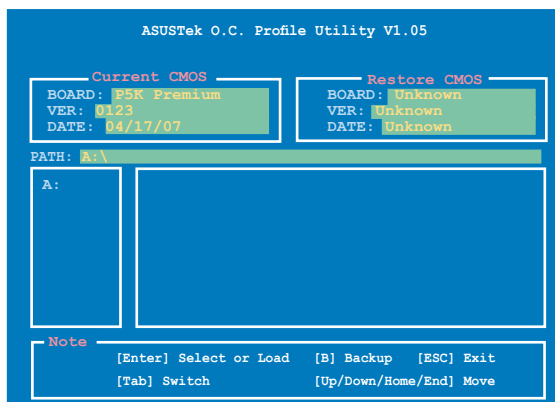 ASUSTek O.C. Profile Utility V1.05
Current CMOS
BOARD: P5K Premium
VER: 0123
DATE: 04/17/07
Restore CMOS
BOARD: Unknown
VER: Unknown
DATE: Unknown
PATH: A:\
A:
Note
[Enter] Select or Load [B] Backup [ESC] Exit
[Tab] Switch [Up/Down/Home/End] Move